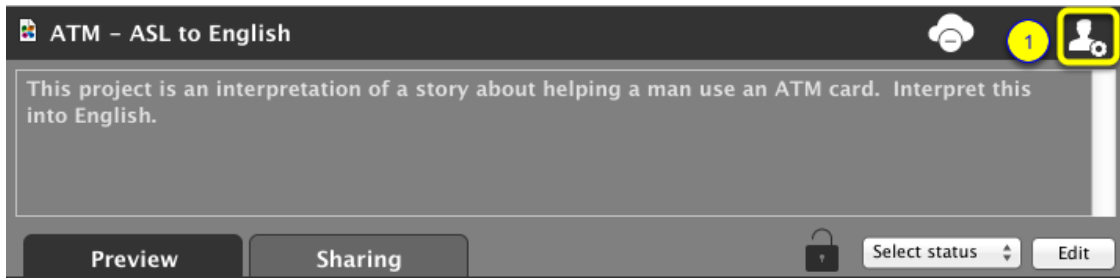 ATM – ASL to English
1
This project is an interpretation of a story about helping a man use an ATM card.  Interpret this
into English.
Preview
Sharing
Select status
Edit